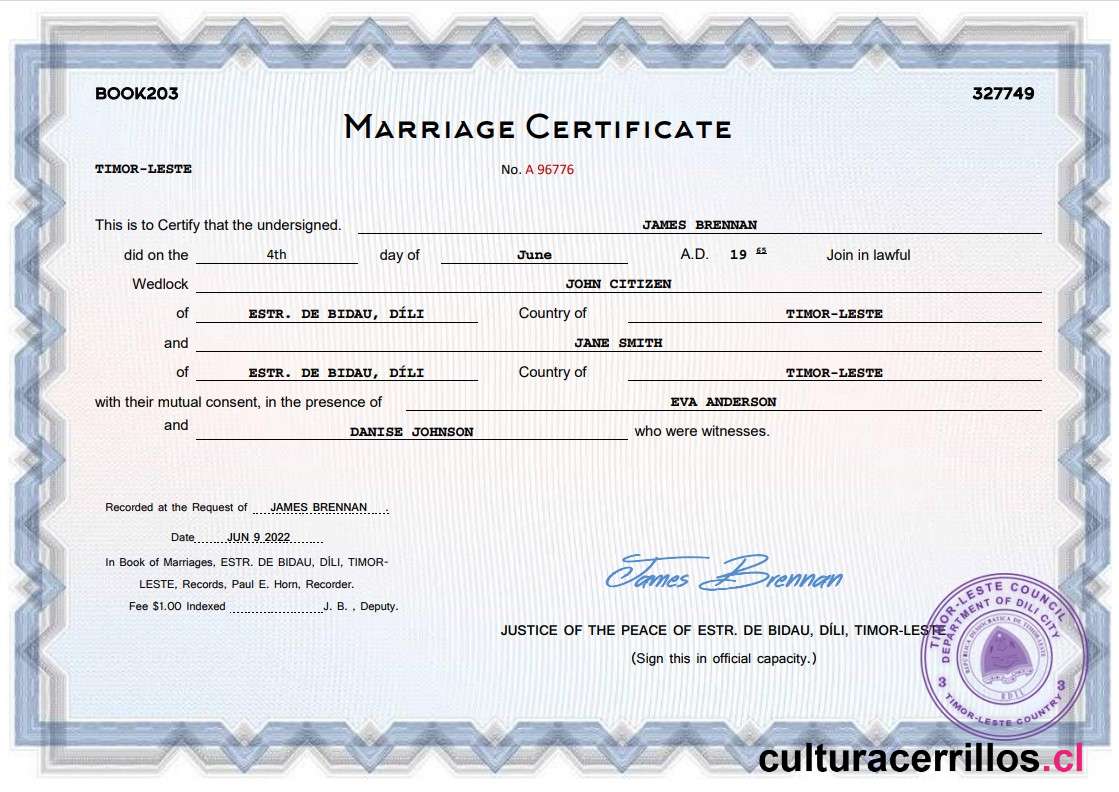 BOOK203 327749
MARRIAGE CERTIFICATE
TIMOR-LESTE No. A 96776
This is to Certify that the undersigned. JAMES BRENNAN
did on the 4th day of June A.D. 19 65 Join in lawful
Wedlock JOHN CITIZEN
of ESTR. DE BIDAU, DÍLI Country of TIMOR-LESTE
and JANE SMITH
of ESTR. DE BIDAU, DÍLI Country of TIMOR-LESTE
with their mutual consent, in the presence of EVA ANDERSON
and DANISE JOHNSON who were witnesses.
Recorded at the Request of JAMES BRENNAN .
Date JUN 9 2022
In Book of Marriages, ESTR. DE BIDAU, DÍLI, TIMOR-
LESTE, Records, Paul E. Horn, Recorder.
Fee $1.00 Indexed J. B. , Deputy.
James Brennan
JUSTICE OF THE PEACE OF ESTR. DE BIDAU, DÍLI, TIMOR-LESTE
(Sign this in official capacity.)
TIMOR-LESTE COUNCIL
DEPARTMENT OF DILI CITY
REPUBLICA DEMOCRATICA DE TIMOR-LESTE
RDTL
3 3
TIMOR-LESTE COUNTRY
culturacerrillos.cl